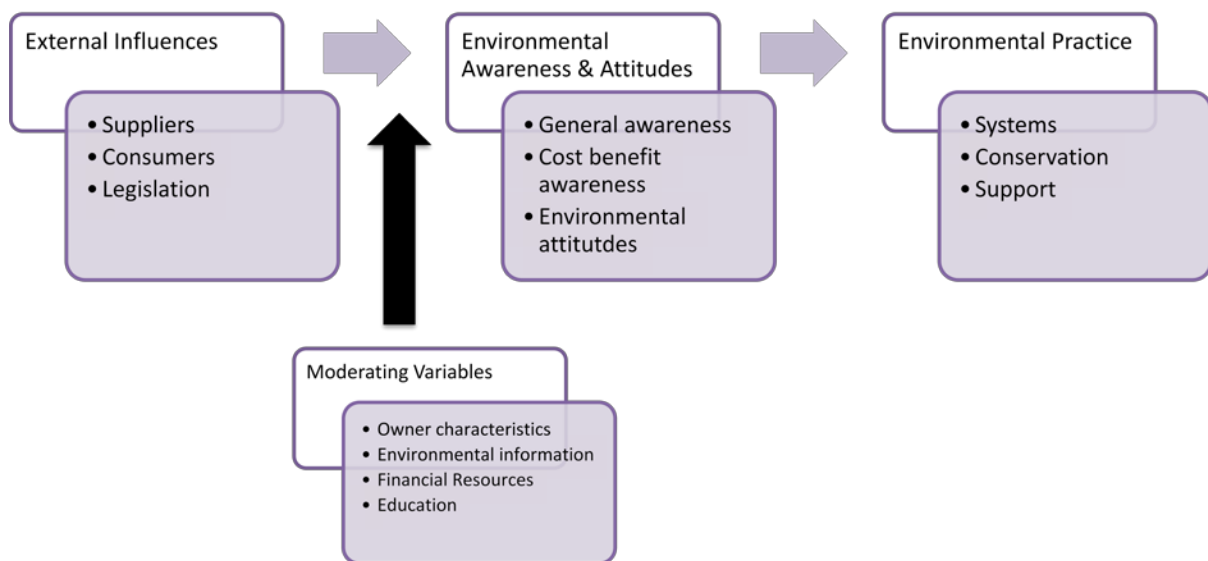 External Influences
• Suppliers
• Consumers
• Legislation
Environmental
Awareness & Attitudes
• General awareness
• Cost benefit
awareness
• Environmental
attitutdes
Environmental Practice
• Systems
• Conservation
• Support
Moderating Variables
• Owner characteristics
• Environmental information
• Financial Resources
• Education